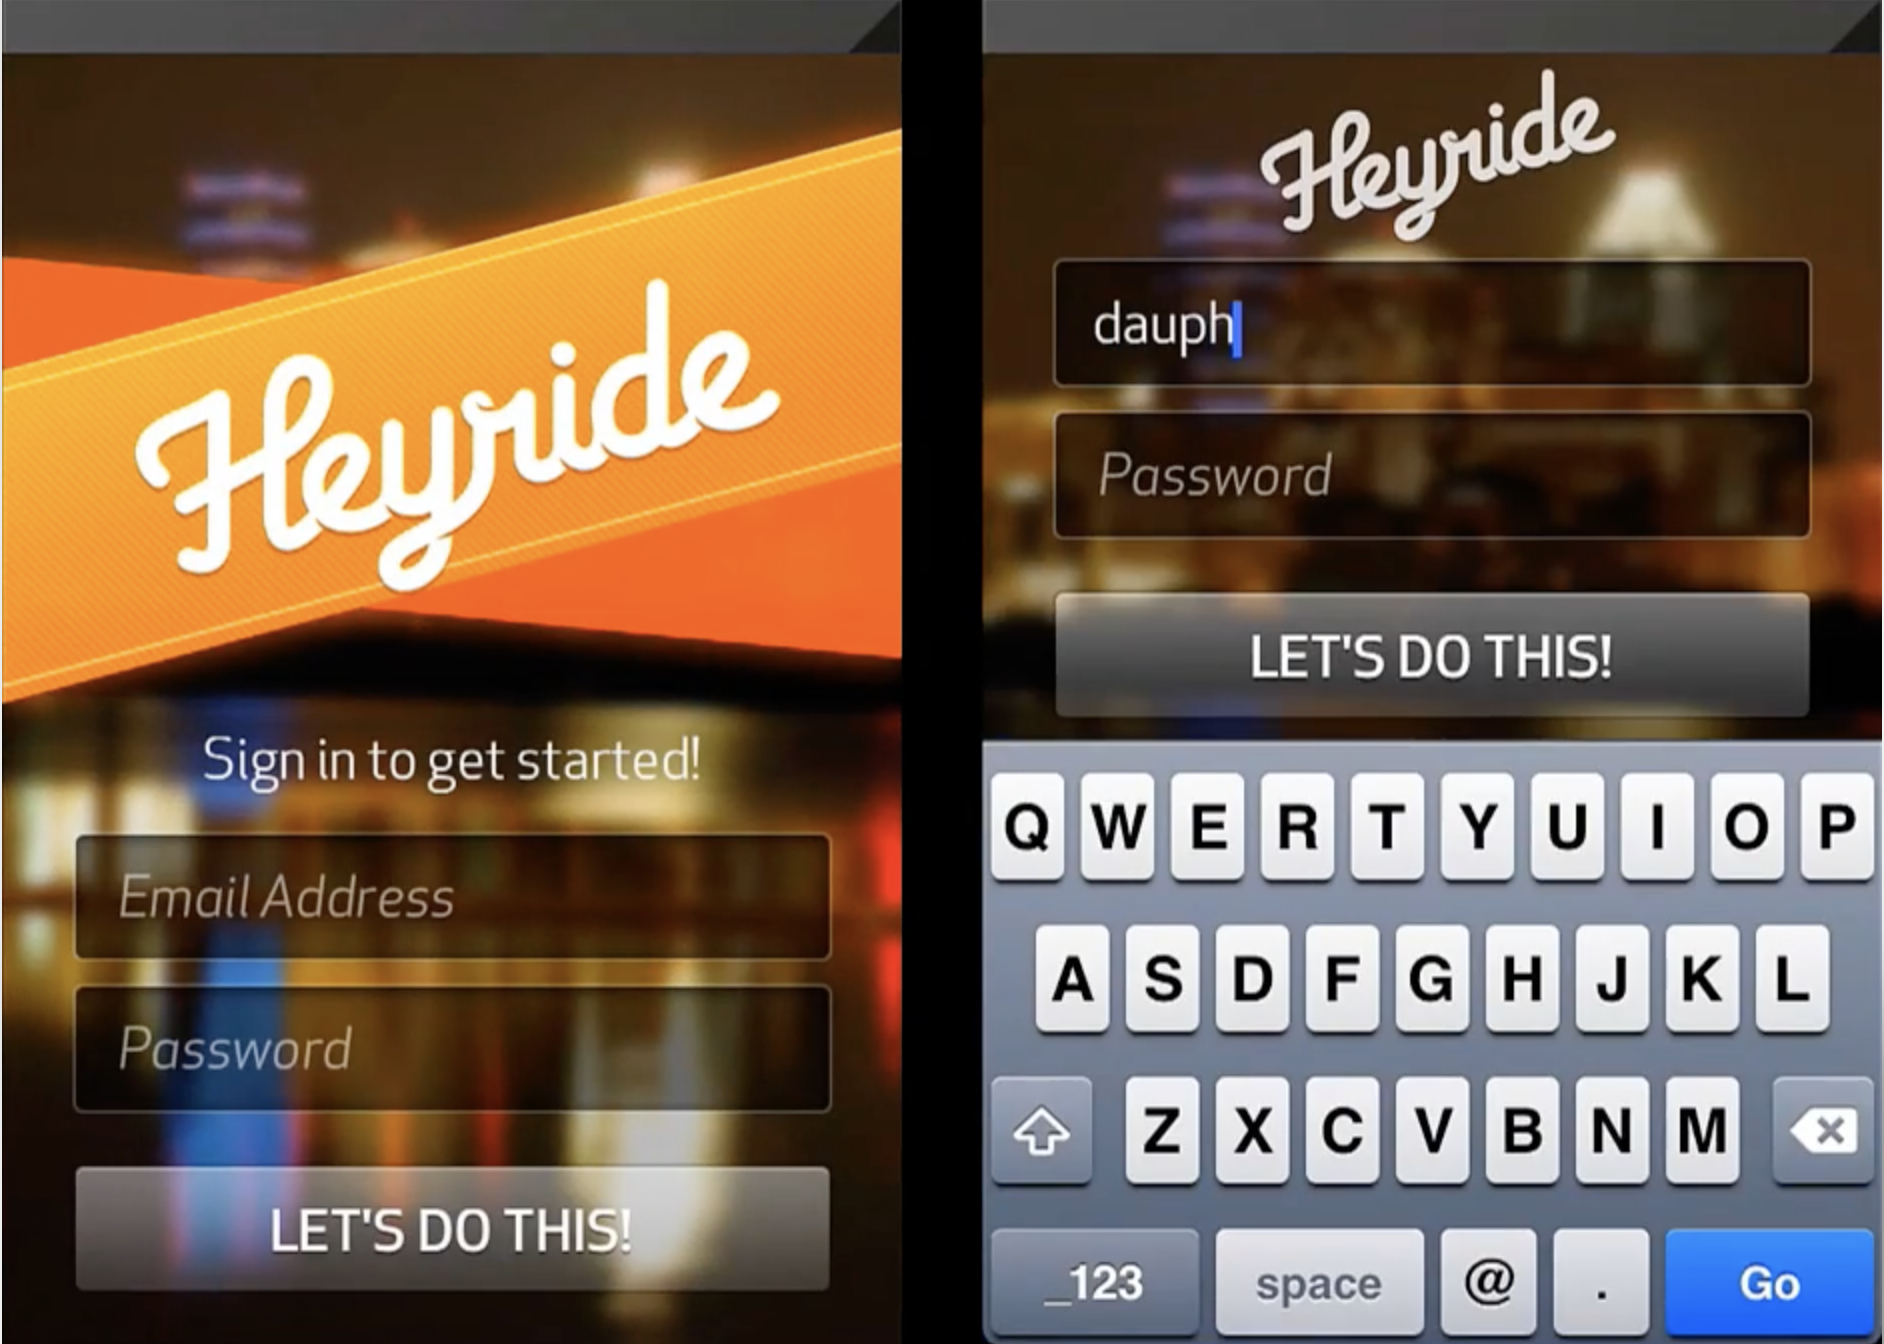 Heyride
Sign in to get started!
Email Address
Password
LET'S DO THIS!
Heyride
dauph
Password
LET'S DO THIS!
Q W E R T Y U I O P
A S D F G H J K L
Z X C V B N M
_123 space @ . Go